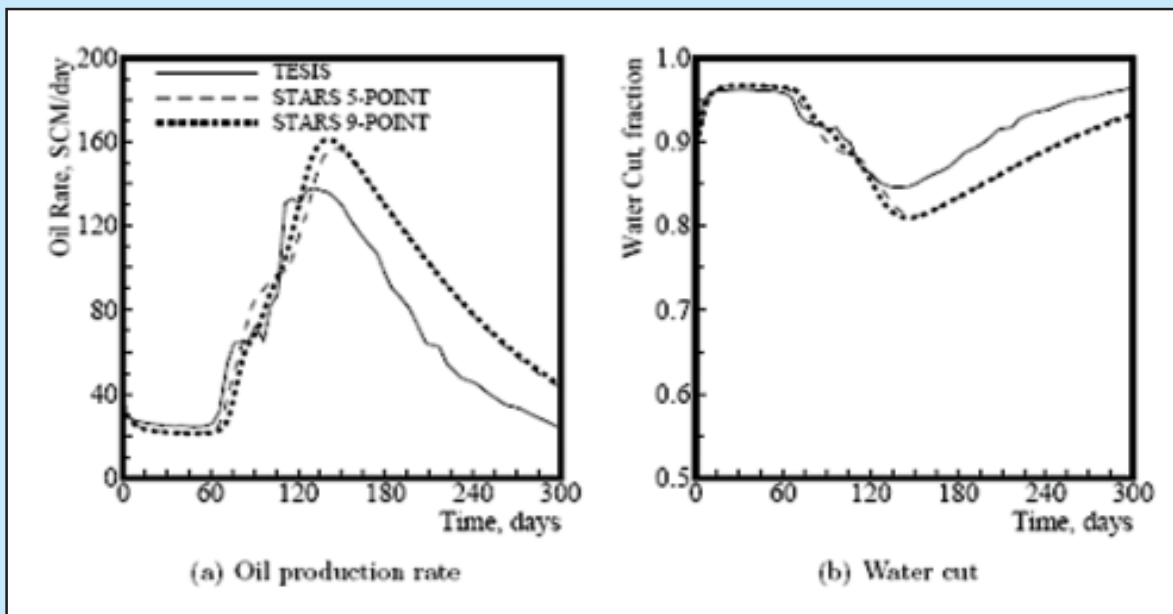 Oil Rate, SCM/day
200
160
120
80
40
0
TESIS
STARS 5-POINT
STARS 9-POINT
0 60 120 180 240 300
Time, days
(a) Oil production rate
Water Cut, fraction
1.0
0.9
0.8
0.7
0.6
0.5
0 60 120 180 240 300
Time, days
(b) Water cut